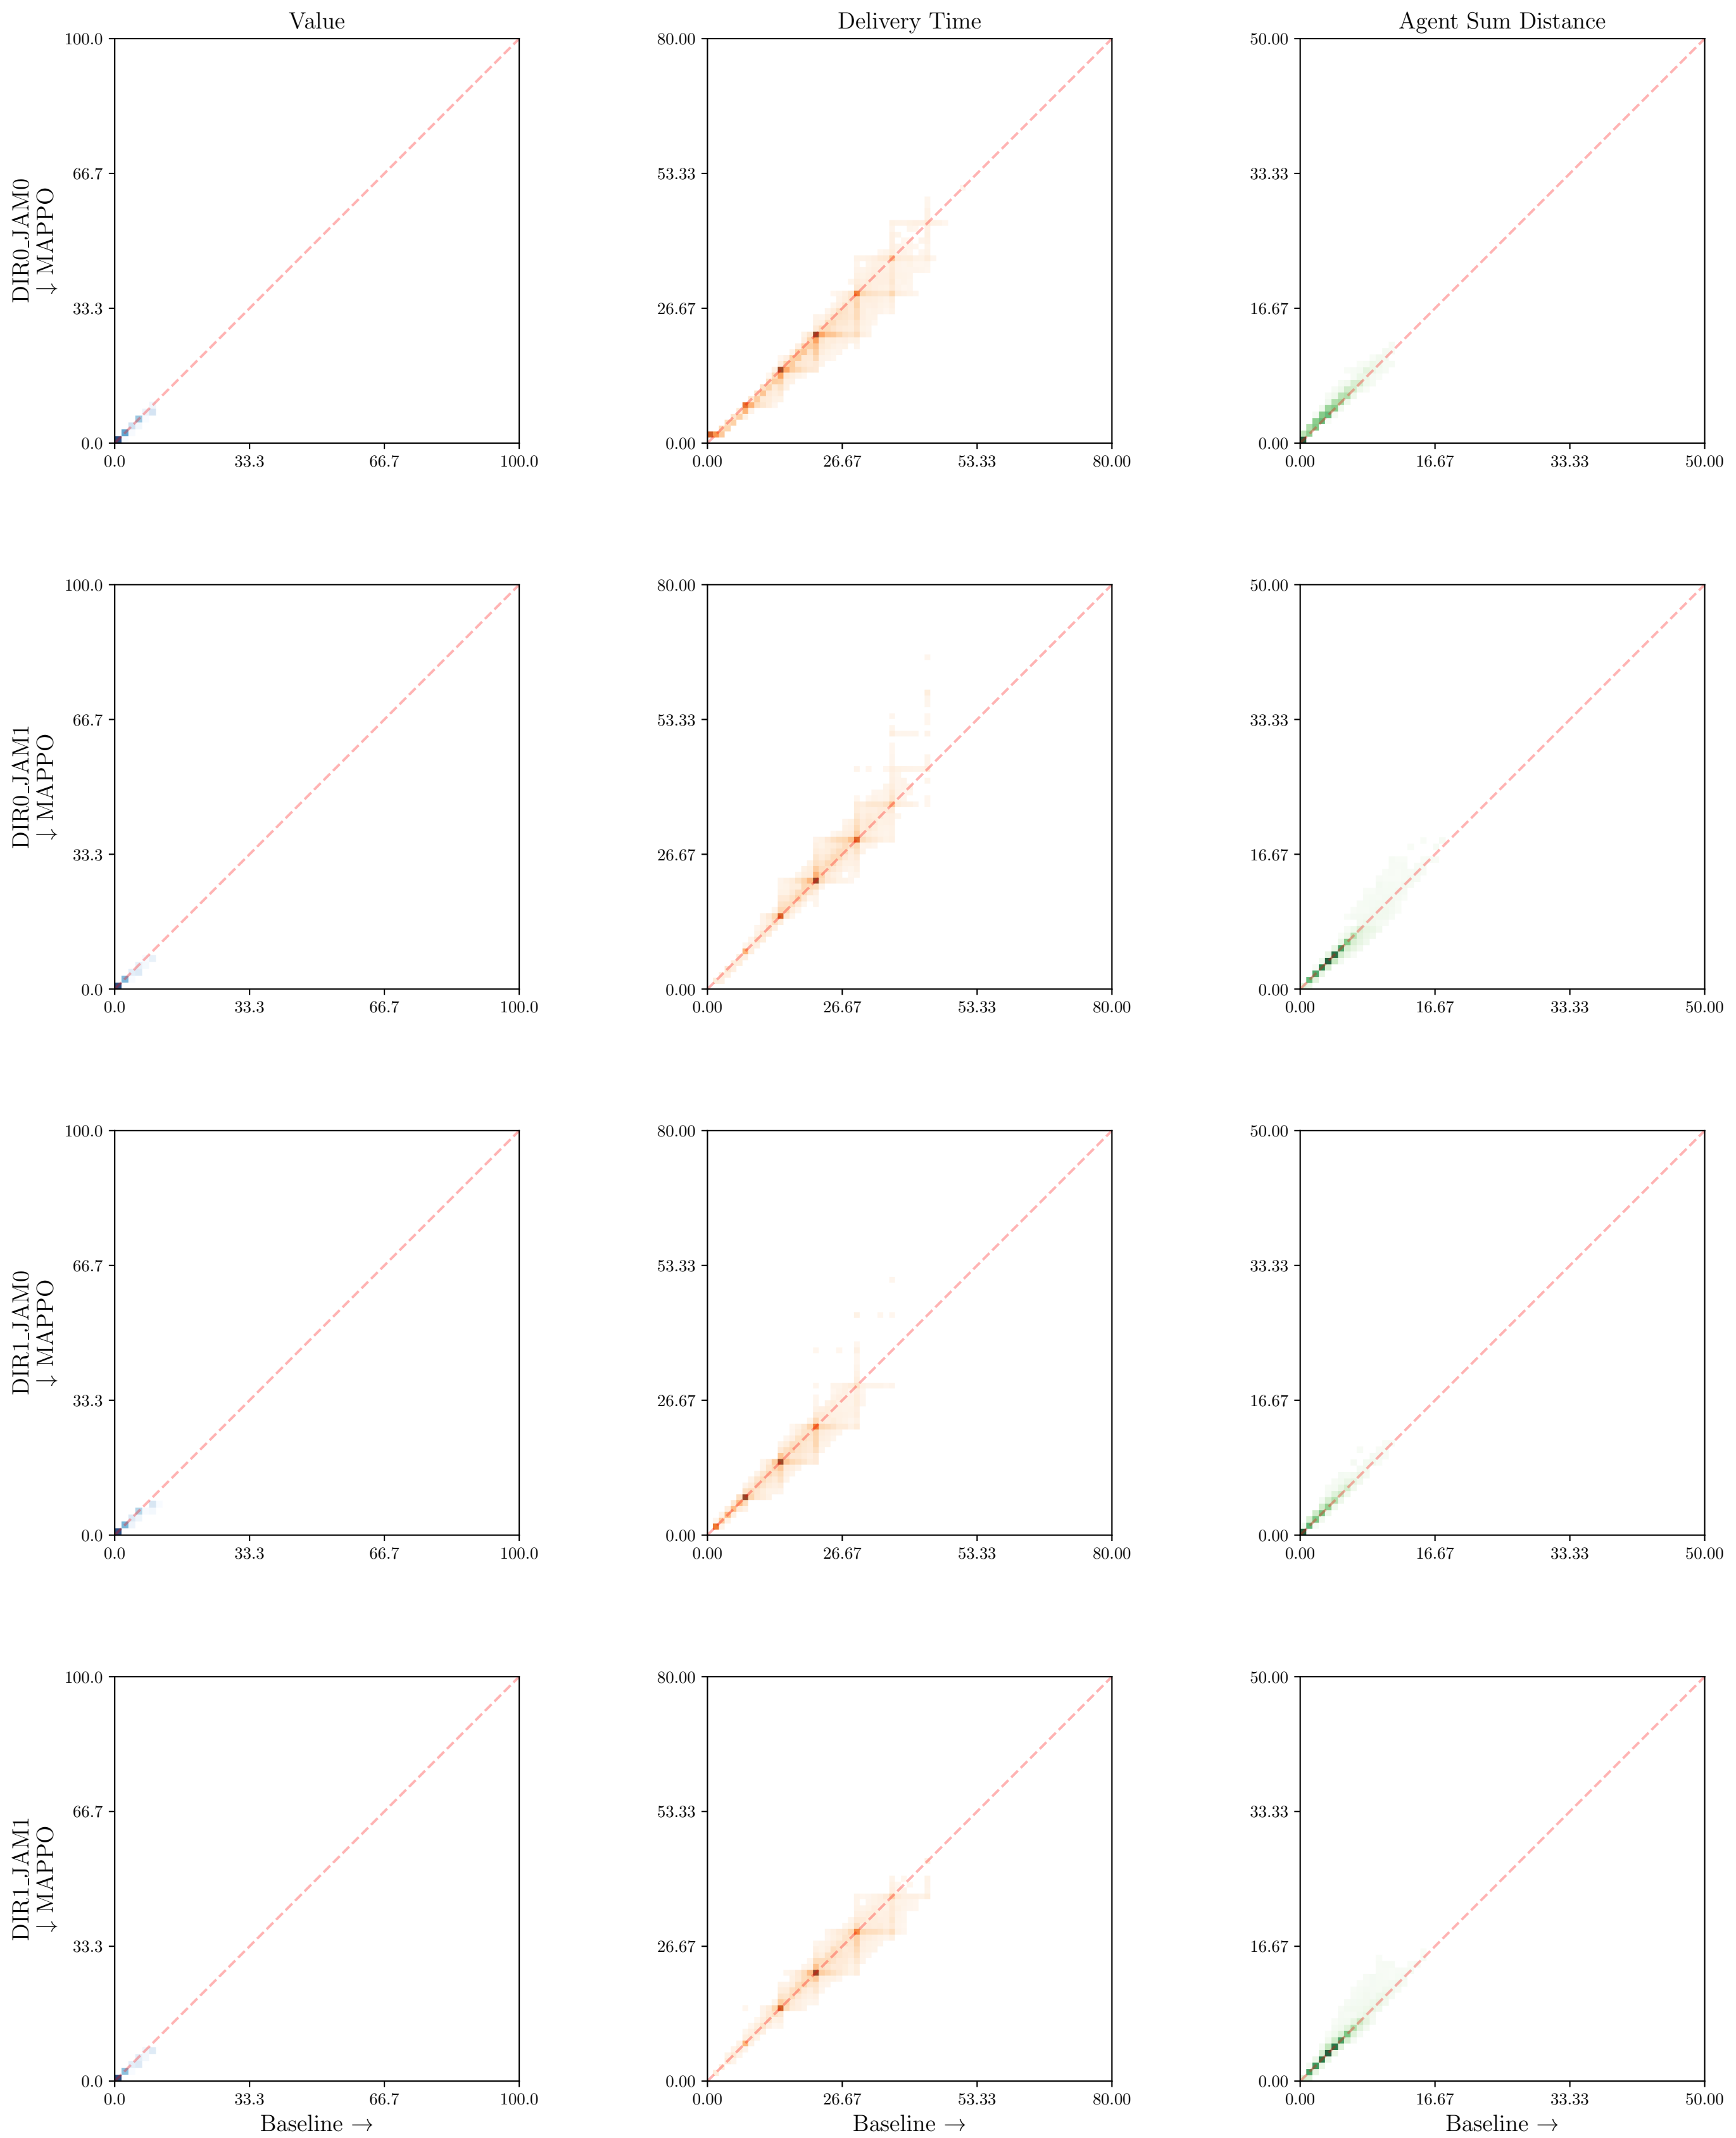 Value Delivery Time Agent Sum Distance
DIR0_JAM0
↓ MAPPO
100.0 80.00 50.00
66.7 53.33 33.33
33.3 26.67 16.67
0.0 0.00 0.00
0.0 33.3 66.7 100.0 0.00 26.67 53.33 80.00 0.00 16.67 33.33 50.00
DIR0_JAM1
↓ MAPPO
100.0 80.00 50.00
66.7 53.33 33.33
33.3 26.67 16.67
0.0 0.00 0.00
0.0 33.3 66.7 100.0 0.00 26.67 53.33 80.00 0.00 16.67 33.33 50.00
DIR1_JAM0
↓ MAPPO
100.0 80.00 50.00
66.7 53.33 33.33
33.3 26.67 16.67
0.0 0.00 0.00
0.0 33.3 66.7 100.0 0.00 26.67 53.33 80.00 0.00 16.67 33.33 50.00
DIR1_JAM1
↓ MAPPO
100.0 80.00 50.00
66.7 53.33 33.33
33.3 26.67 16.67
0.0 0.00 0.00
0.0 33.3 66.7 100.0 0.00 26.67 53.33 80.00 0.00 16.67 33.33 50.00
Baseline → Baseline → Baseline →